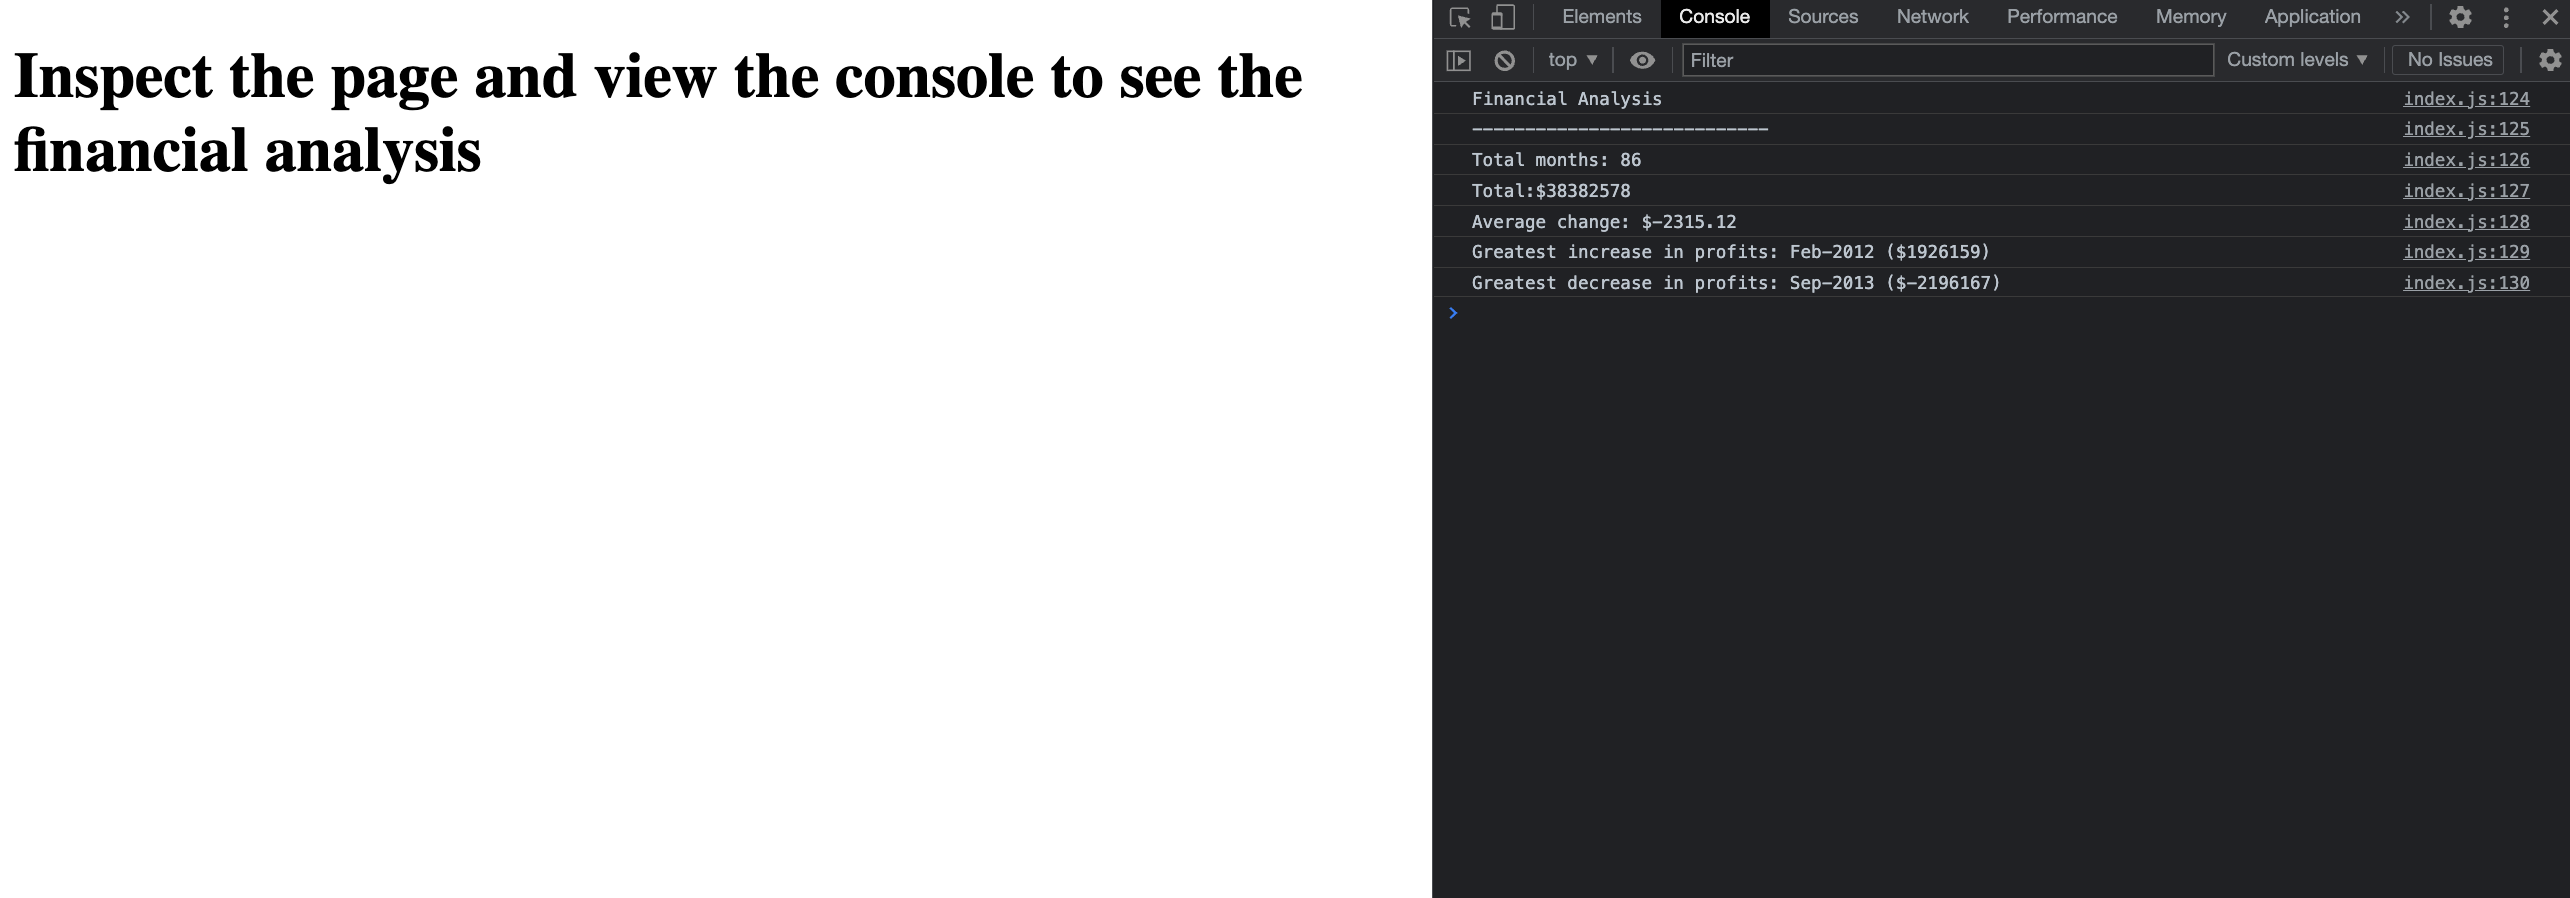 Inspect the page and view the console to see the
financial analysis
Elements Console Sources Network Performance Memory Application
top Filter Custom levels No Issues
Financial Analysis index.js:124
---------------------------- index.js:125
Total months: 86 index.js:126
Total:$38382578 index.js:127
Average change: $-2315.12 index.js:128
Greatest increase in profits: Feb-2012 ($1926159) index.js:129
Greatest decrease in profits: Sep-2013 ($-2196167) index.js:130